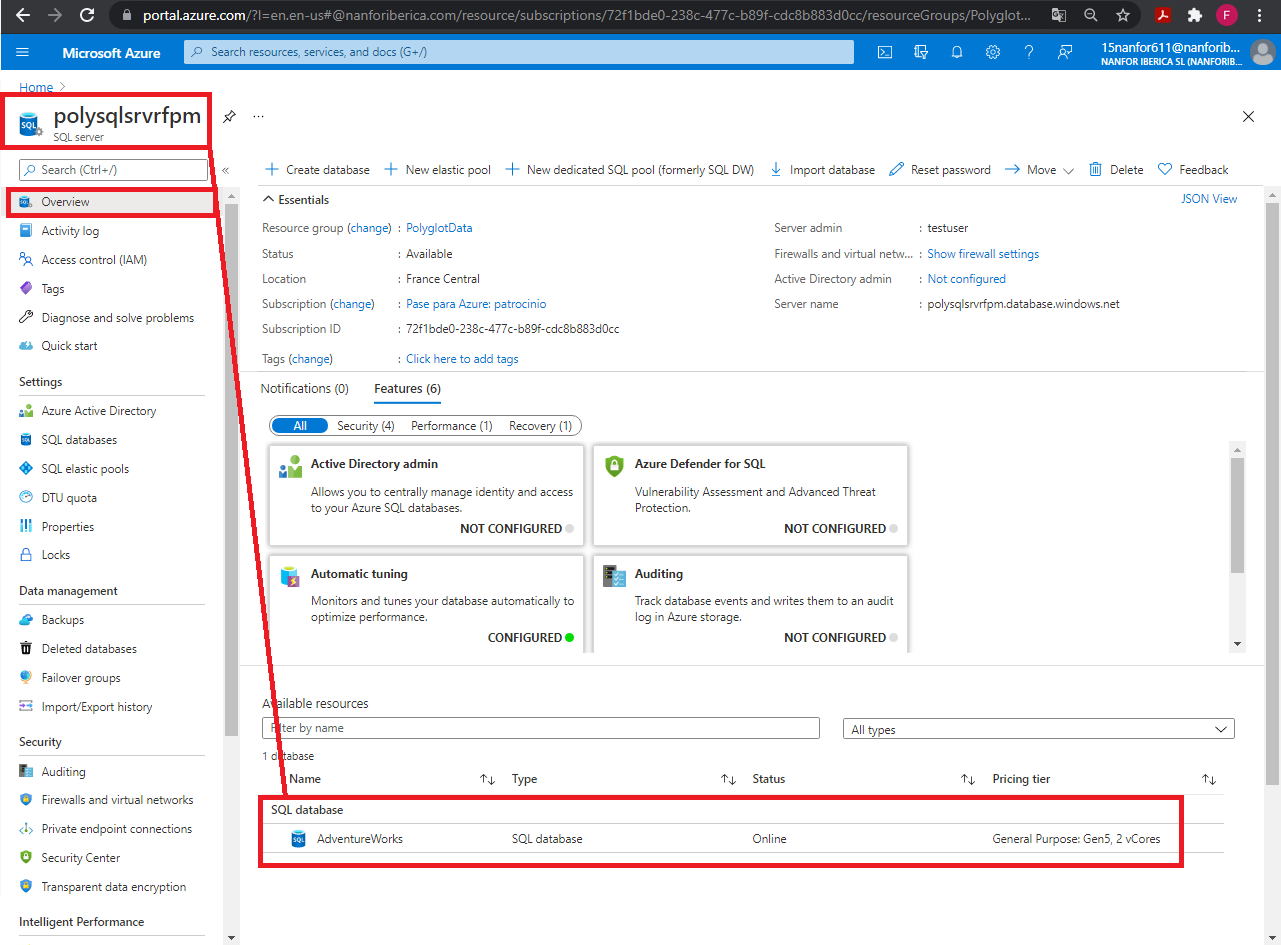 portal.azure.com/?l=en.en-us#@nanforiberica.com/resource/subscriptions/72f1bde0-238c-477c-b89f-cdc8b883d0cc/resourceGroups/Polyglot...
F
Microsoft Azure
Search resources, services, and docs (G+/)
15nanfor611@nanforib...
NANFOR IBERICA SL (NANFORIB...
Home
polysqlsrvrfpm
SQL server
Search (Ctrl+/)
Overview
Activity log
Access control (IAM)
Tags
Diagnose and solve problems
Quick start
Settings
Azure Active Directory
SQL databases
SQL elastic pools
DTU quota
Properties
Locks
Data management
Backups
Deleted databases
Failover groups
Import/Export history
Security
Auditing
Firewalls and virtual networks
Private endpoint connections
Security Center
Transparent data encryption
Intelligent Performance
Create database New elastic pool New dedicated SQL pool (formerly SQL DW) Import database Reset password Move Delete Feedback
Essentials JSON View
Resource group (change) : PolyglotData
Status : Available
Location : France Central
Subscription (change) : Pase para Azure: patrocinio
Subscription ID : 72f1bde0-238c-477c-b89f-cdc8b883d0cc
Tags (change) : Click here to add tags
Server admin : testuser
Firewalls and virtual netw... : Show firewall settings
Active Directory admin : Not configured
Server name : polysqlsrvrfpm.database.windows.net
Notifications (0) Features (6)
All Security (4) Performance (1) Recovery (1)
Active Directory admin
Allows you to centrally manage identity and access
to your Azure SQL databases.
NOT CONFIGURED
Azure Defender for SQL
Vulnerability Assessment and Advanced Threat
Protection.
NOT CONFIGURED
Automatic tuning
Monitors and tunes your database automatically to
optimize performance.
CONFIGURED
Auditing
Track database events and writes them to an audit
log in Azure storage.
NOT CONFIGURED
Available resources
Filter by name All types
1 database
Name Type Status Pricing tier
SQL database
AdventureWorks SQL database Online General Purpose: Gen5, 2 vCores